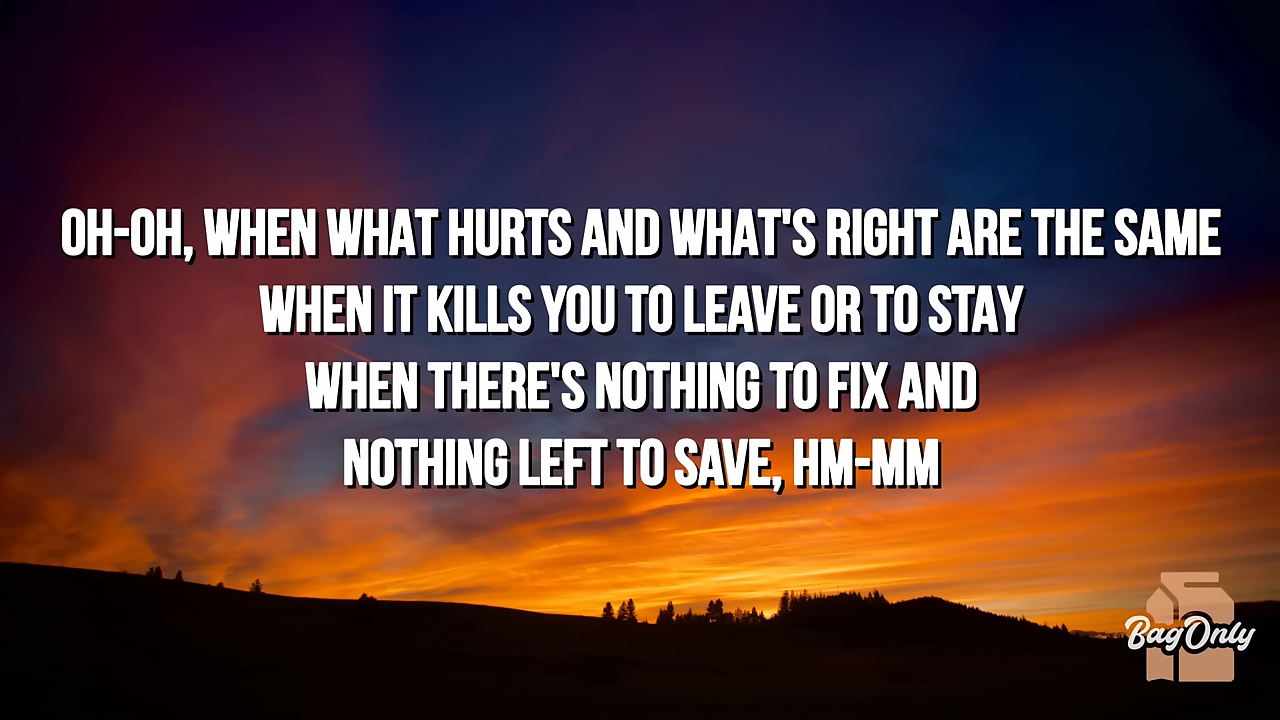 OH-OH, WHEN WHAT HURTS AND WHAT'S RIGHT ARE THE SAME
WHEN IT KILLS YOU TO LEAVE OR TO STAY
WHEN THERE'S NOTHING TO FIX AND
NOTHING LEFT TO SAVE, HM-MM
BagOnly